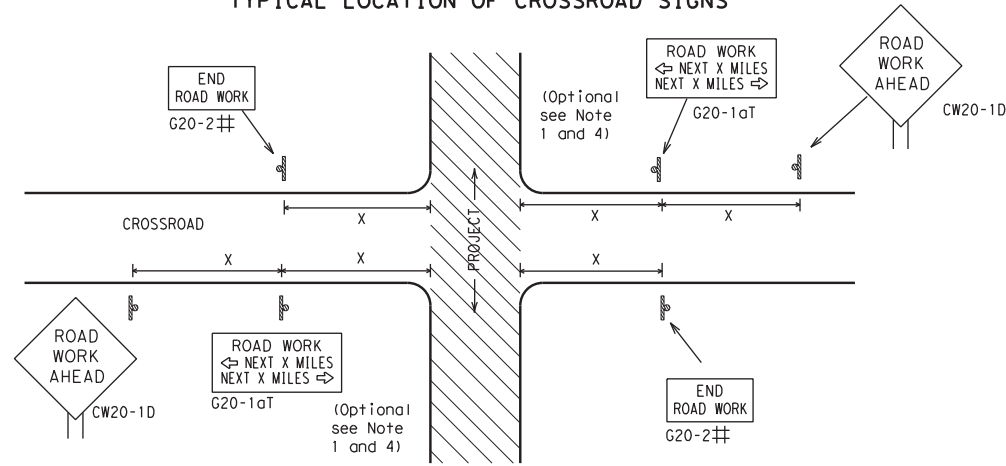 TYPICAL LOCATION OF CROSSROAD SIGNS
END
ROAD WORK
G20-2#
(Optional
see Note
1 and 4)
ROAD WORK
⇦ NEXT X MILES
NEXT X MILES ⇨
G20-1aT
ROAD
WORK
AHEAD
CW20-1D
X
X
X
CROSSROAD
PROJECT
X
X
X
ROAD
WORK
AHEAD
CW20-1D
ROAD WORK
⇦ NEXT X MILES
NEXT X MILES ⇨
G20-1aT
(Optional
see Note
1 and 4)
END
ROAD WORK
G20-2#